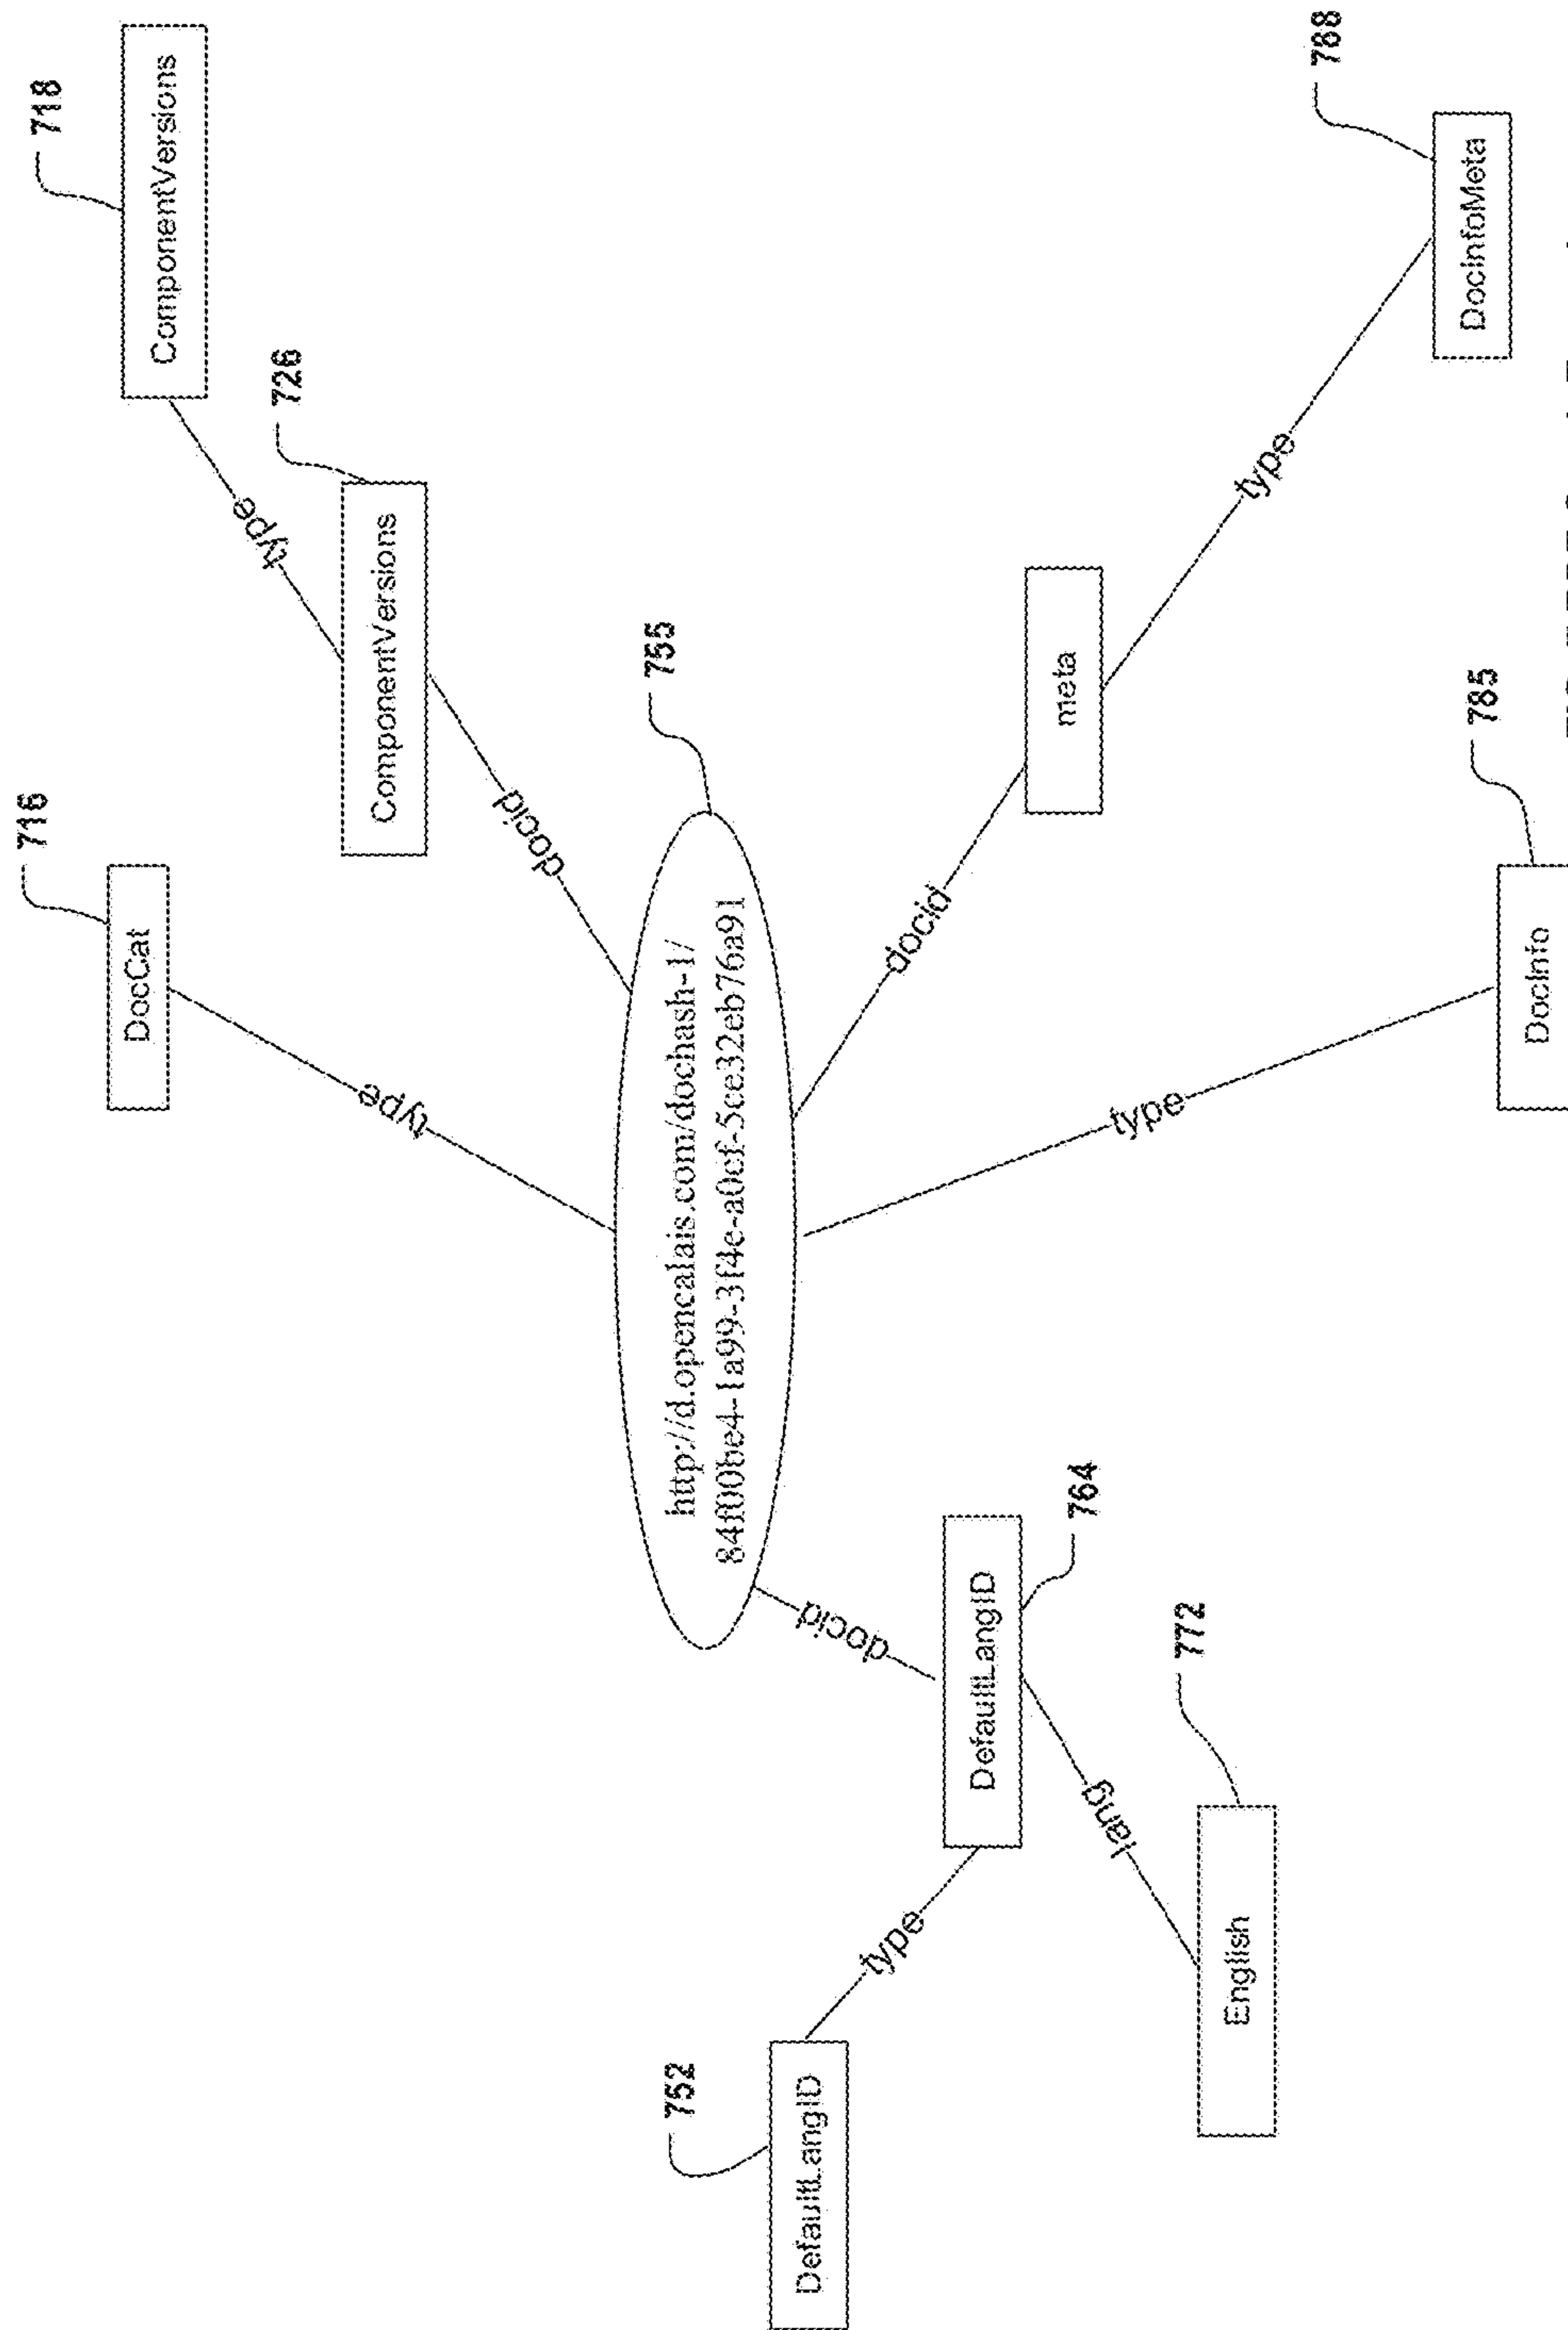 716
DocCat
718
ComponentVersions
type
726
ComponentVersions
type
docid
755
http://d.opencalais.com/dochash-1/
84f00be4-1a99-3f4e-a0cf-5ce32eb76a91
docid
docid
meta
type
788
DocInfoMeta
type
785
DocInfo
764
DefaultLangID
type
752
DefaultLangID
lang
772
English